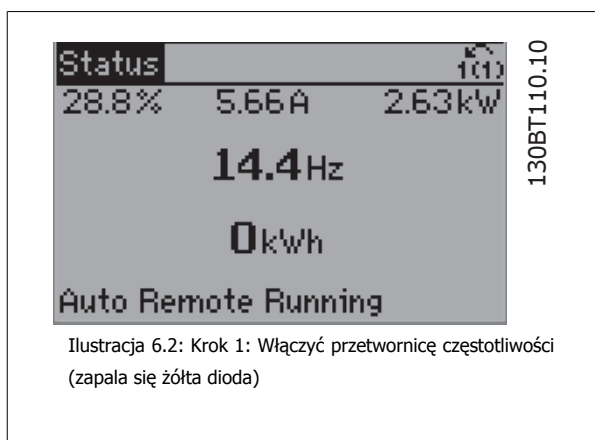 Status 1(1)
28.8% 5.66A 2.63kW
14.4Hz
0kWh
Auto Remote Running
130BT110.10
Ilustracja 6.2: Krok 1: Włączyć przetwornicę częstotliwości
(zapala się żółta dioda)